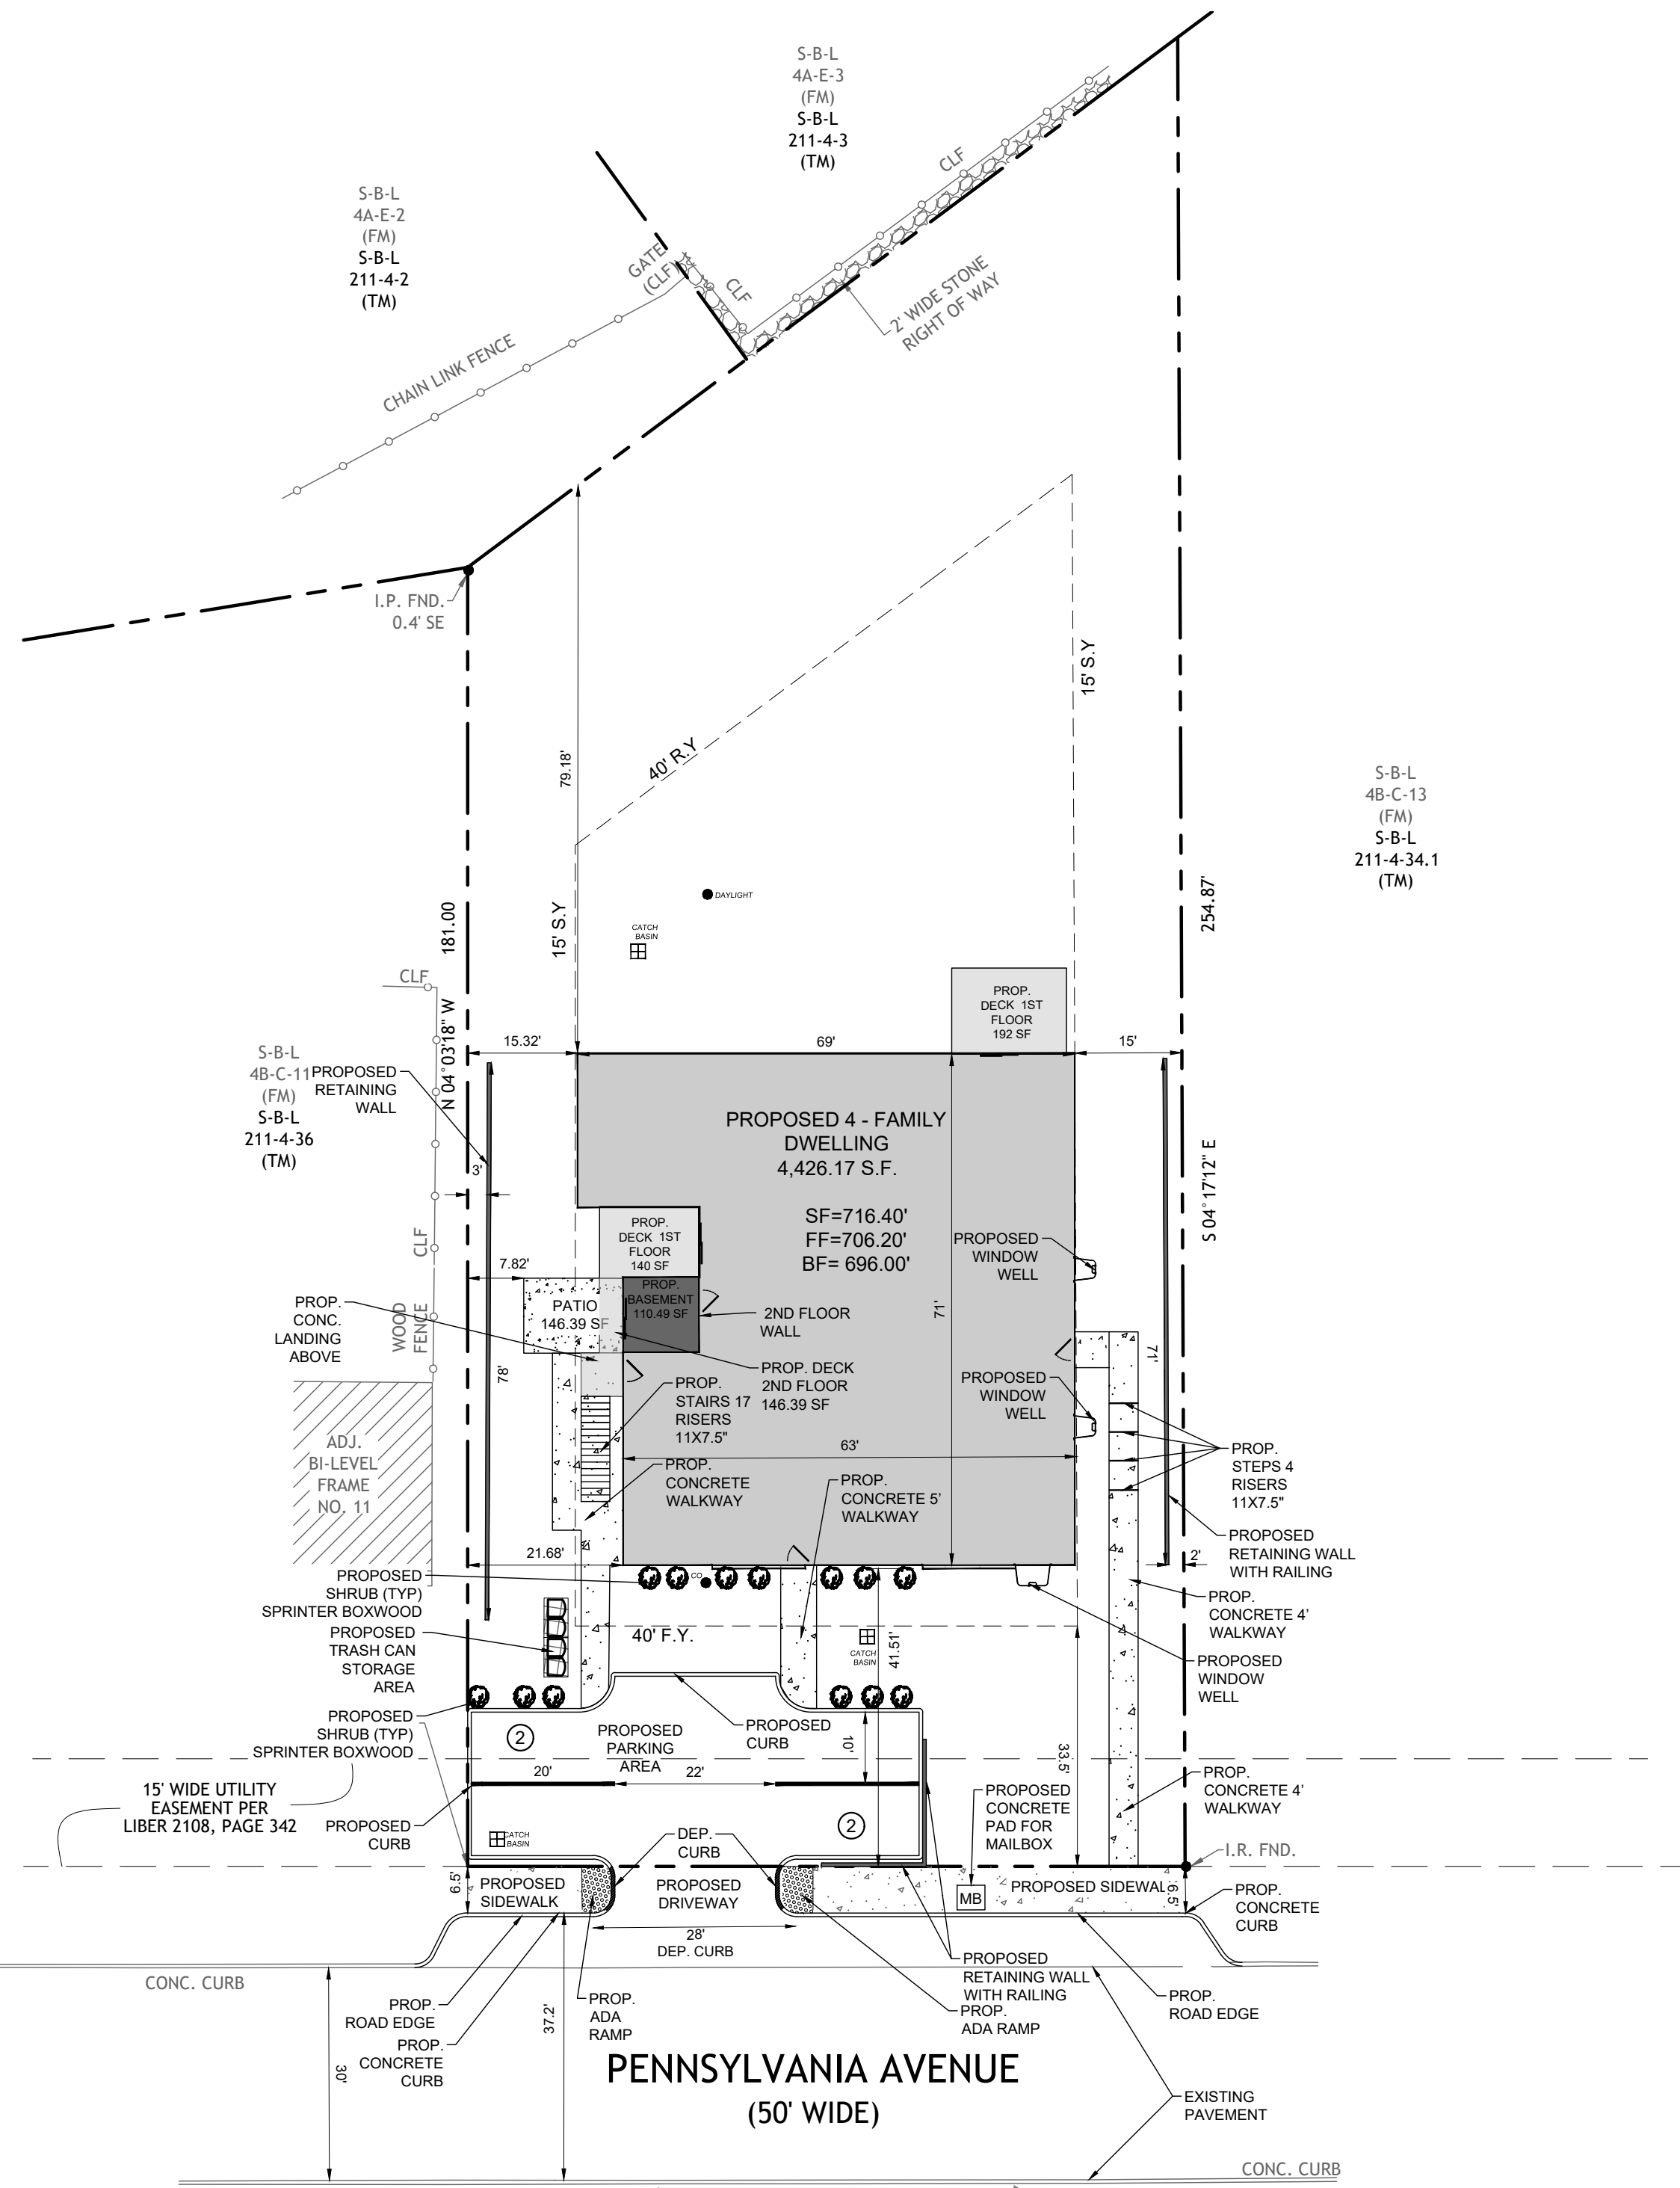 S-B-L
4A-E-3
(FM)
S-B-L
211-4-3
(TM)
S-B-L
4A-E-2
(FM)
S-B-L
211-4-2
(TM)
CLF
GATE
(CLF)
CLF
2' WIDE STONE
RIGHT OF WAY
CHAIN LINK FENCE
I.P. FND.
0.4' SE
15' S.Y
79.18'
40' R.Y
S-B-L
4B-C-13
(FM)
S-B-L
211-4-34.1
(TM)
181.00
N 04°03'18" W
15' S.Y
DAYLIGHT
CATCH
BASIN
254.87'
S 04°17'12" E
CLF
PROP.
DECK 1ST
FLOOR
192 SF
15.32'
69'
15'
S-B-L
4B-C-11
(FM)
S-B-L
211-4-36
(TM)
PROPOSED
RETAINING
WALL
3'
PROPOSED 4 - FAMILY
DWELLING
4,426.17 S.F.
SF=716.40'
FF=706.20'
BF= 696.00'
PROP.
DECK 1ST
FLOOR
140 SF
PROPOSED
WINDOW
WELL
CLF
7.82'
WOOD
FENCE
PROP.
CONC.
LANDING
ABOVE
PATIO
146.39 SF
PROP.
BASEMENT
110.49 SF
2ND FLOOR
WALL
71'
71'
78'
PROP. DECK
2ND FLOOR
146.39 SF
PROP.
STAIRS 17
RISERS
11X7.5"
PROPOSED
WINDOW
WELL
ADJ.
BI-LEVEL
FRAME
NO. 11
63'
PROP.
CONCRETE
WALKWAY
PROP.
CONCRETE 5'
WALKWAY
PROP.
STEPS 4
RISERS
11X7.5"
21.68'
PROPOSED
RETAINING WALL
WITH RAILING
2'
PROPOSED
SHRUB (TYP)
SPRINTER BOXWOOD
CO
PROP.
CONCRETE 4'
WALKWAY
PROPOSED
TRASH CAN
STORAGE
AREA
40' F.Y.
CATCH
BASIN
41.51'
PROPOSED
WINDOW
WELL
PROPOSED
SHRUB (TYP)
SPRINTER BOXWOOD
2
PROPOSED
PARKING
AREA
PROPOSED
CURB
10'
33.5'
20'
22'
15' WIDE UTILITY
EASEMENT PER
LIBER 2108, PAGE 342
PROPOSED
CURB
CATCH
BASIN
DEP.
CURB
2
PROPOSED
CONCRETE
PAD FOR
MAILBOX
PROP.
CONCRETE 4'
WALKWAY
I.R. FND.
6.5'
PROPOSED
SIDEWALK
PROPOSED
DRIVEWAY
MB
PROPOSED SIDEWALK
6.5'
PROP.
CONCRETE
CURB
28'
DEP. CURB
CONC. CURB
PROP.
ROAD EDGE
PROP.
CONCRETE
CURB
37.2'
30'
PROP.
ADA
RAMP
PROPOSED
RETAINING WALL
WITH RAILING
PROP.
ADA RAMP
PROP.
ROAD EDGE
PENNSYLVANIA AVENUE
(50' WIDE)
EXISTING
PAVEMENT
CONC. CURB